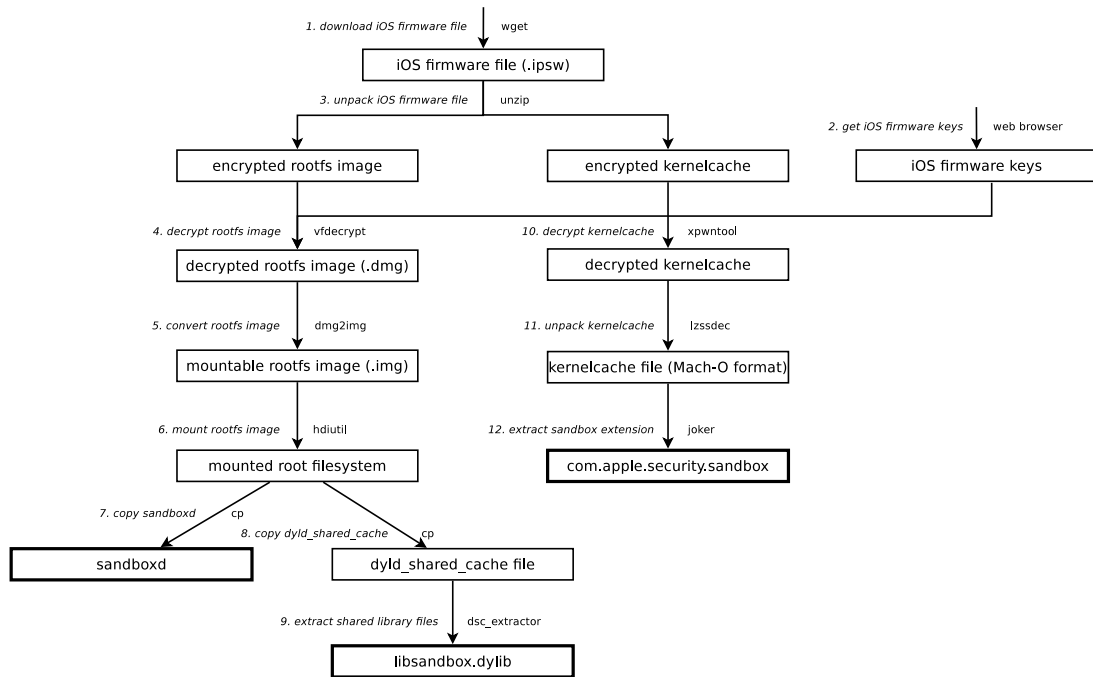 1. download iOS firmware file wget
iOS firmware file (.ipsw)
3. unpack iOS firmware file unzip
2. get iOS firmware keys web browser
encrypted rootfs image encrypted kernelcache iOS firmware keys
4. decrypt rootfs image vfdecrypt 10. decrypt kernelcache xpwntool
decrypted rootfs image (.dmg) decrypted kernelcache
5. convert rootfs image dmg2img 11. unpack kernelcache lzssdec
mountable rootfs image (.img) kernelcache file (Mach-O format)
6. mount rootfs image hdiutil 12. extract sandbox extension joker
mounted root filesystem com.apple.security.sandbox
7. copy sandboxd cp
8. copy dyld_shared_cache cp
sandboxd dyld_shared_cache file
9. extract shared library files dsc_extractor
libsandbox.dylib